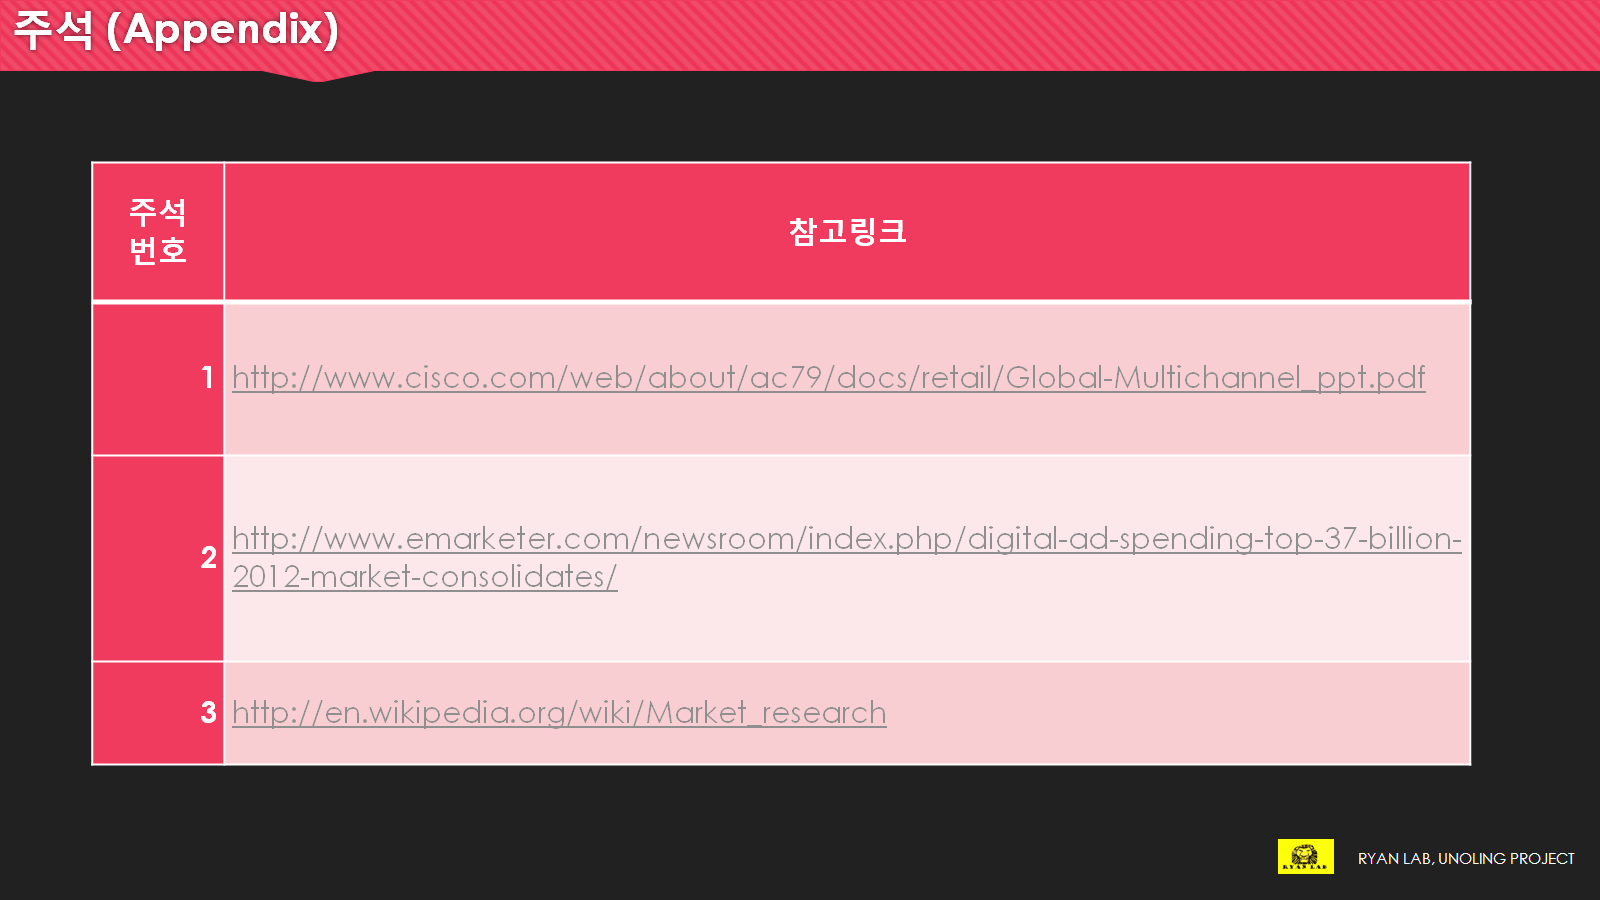 주석 (Appendix)
주석
번호
참고링크
1
http://www.cisco.com/web/about/ac79/docs/retail/Global-Multichannel_ppt.pdf
2
http://www.emarketer.com/newsroom/index.php/digital-ad-spending-top-37-billion-
2012-market-consolidates/
3
http://en.wikipedia.org/wiki/Market_research
RYAN LAB
RYAN LAB, UNOLING PROJECT